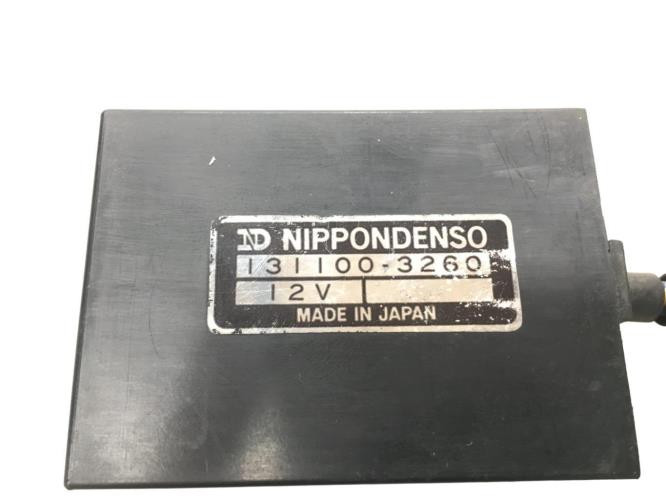 ND NIPPONDENSO
131100-3260
12V
MADE IN JAPAN